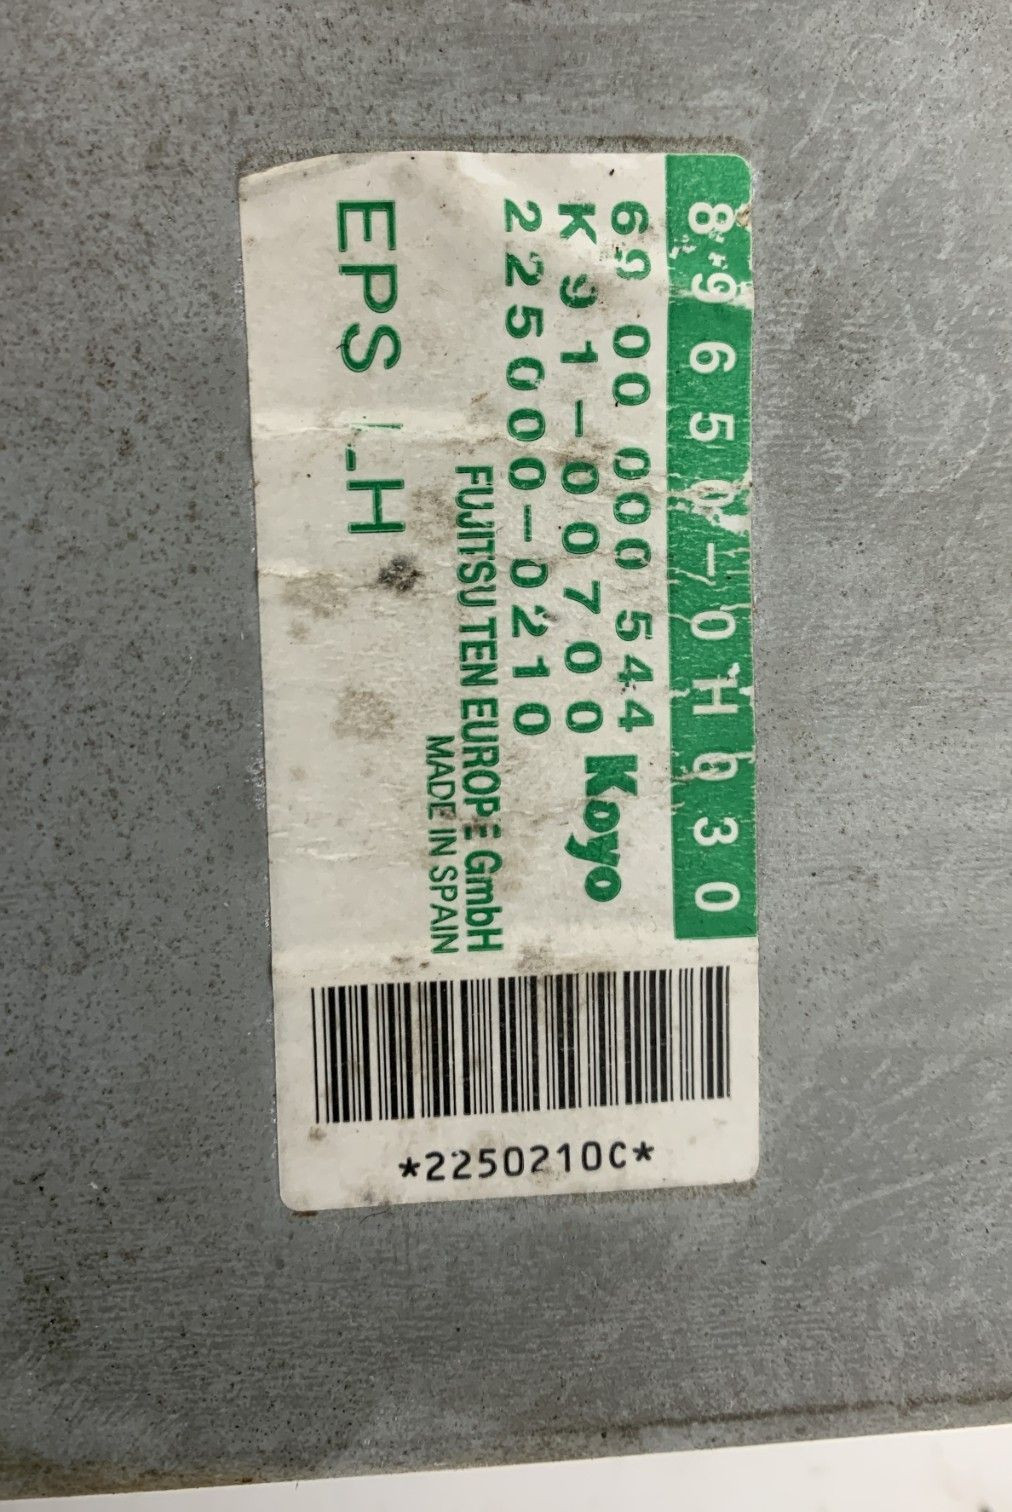 89650-0H030
69 00 000 544
K 91-00700 Koyo
225000-0210
FUJITSU TEN EUROPE GmbH
MADE IN SPAIN
EPS LH
*2250210C*